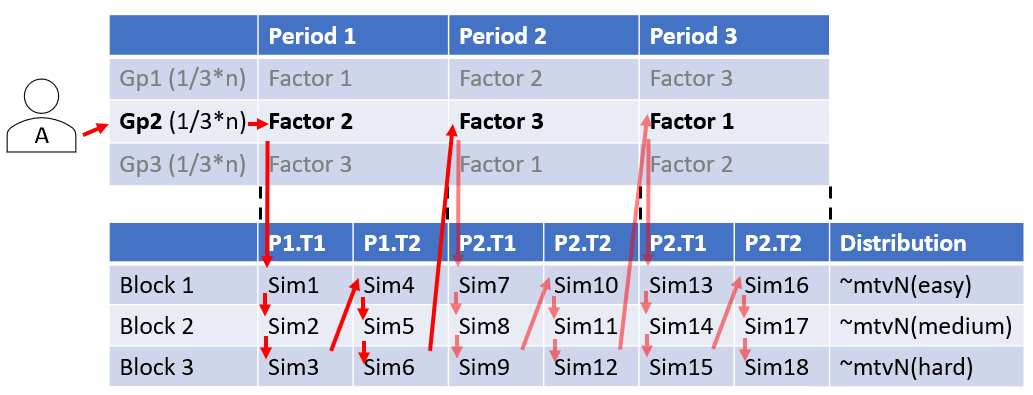 Period 1 Period 2 Period 3
Gp1 (1/3*n) Factor 1 Factor 2 Factor 3
A Gp2 (1/3*n) Factor 2 Factor 3 Factor 1
Gp3 (1/3*n) Factor 3 Factor 1 Factor 2
P1.T1 P1.T2 P2.T1 P2.T2 P2.T1 P2.T2 Distribution
Block 1 Sim1 Sim4 Sim7 Sim10 Sim13 Sim16 ~mtvN(easy)
Block 2 Sim2 Sim5 Sim8 Sim11 Sim14 Sim17 ~mtvN(medium)
Block 3 Sim3 Sim6 Sim9 Sim12 Sim15 Sim18 ~mtvN(hard)